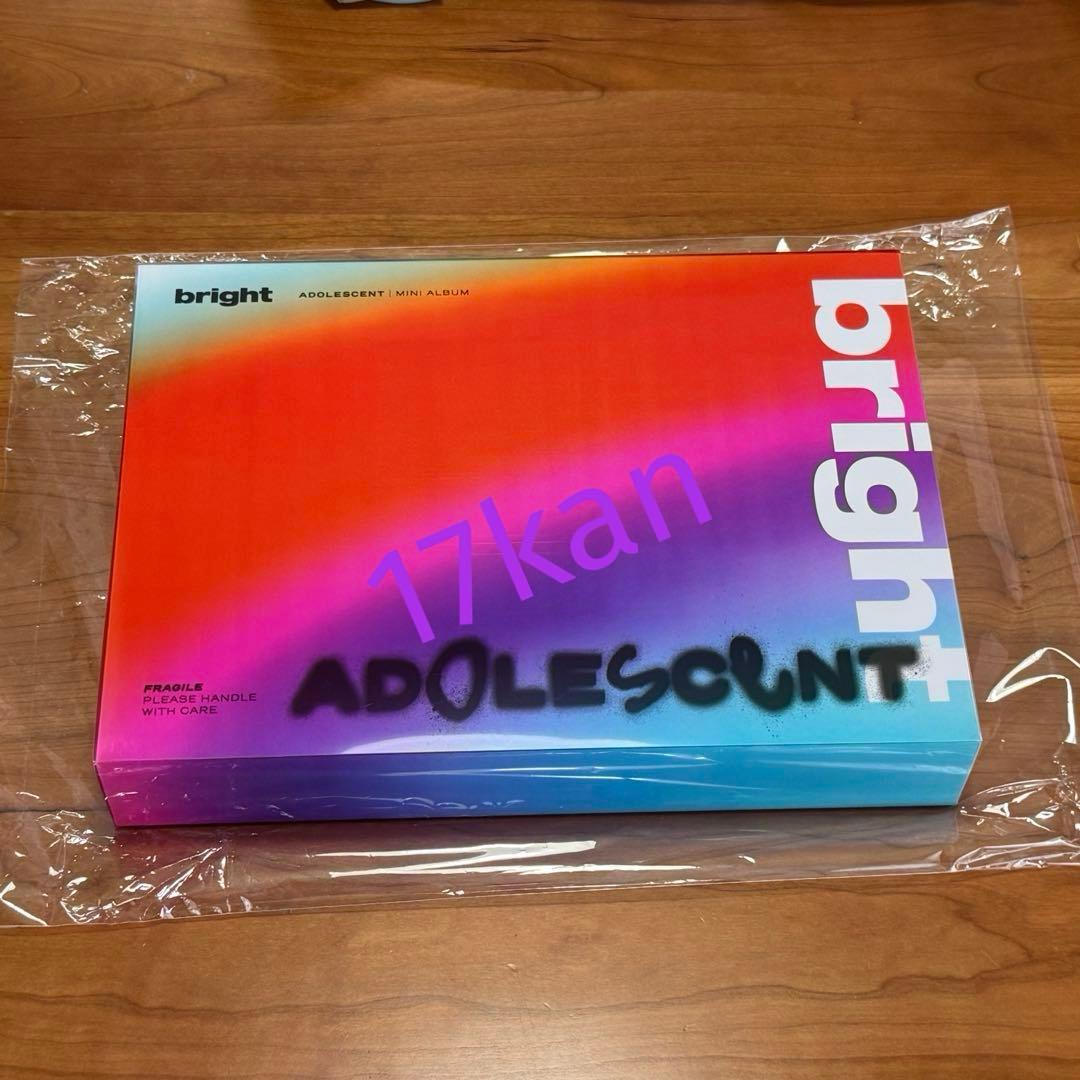 bright
ADOLESCENT | MINI ALBUM
bright
17kan
ADOLESCENT
FRAGILE
PLEASE HANDLE
WITH CARE